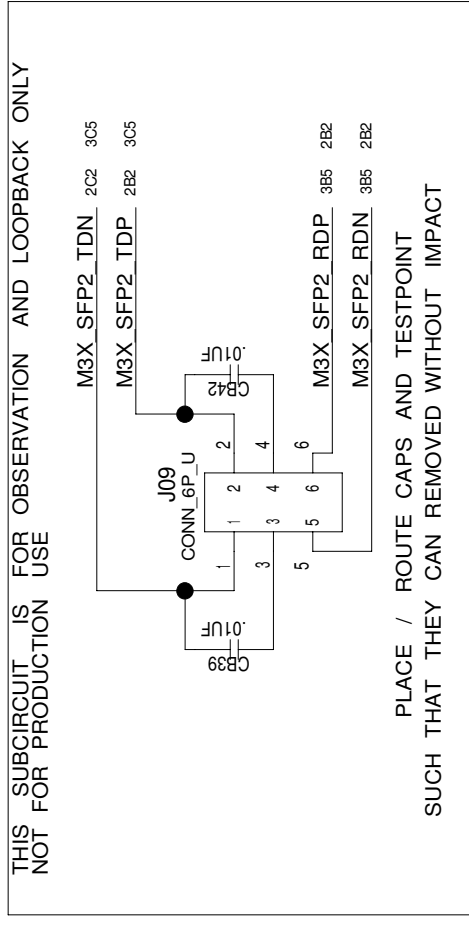 THIS SUBCIRCUIT IS FOR OBSERVATION AND LOOPBACK ONLY
NOT FOR PRODUCTION USE
M3X_SFP2_TDN 2C2 3C5
M3X_SFP2_TDP 2B2 3C5
CB42
.01UF
J09
CONN_6P_U
CB39
.01UF
1 1 2 2
3 3 4 4
5 5 6 6
M3X_SFP2_RDP 3B5 2B2
M3X_SFP2_RDN 3B5 2B2
PLACE / ROUTE CAPS AND TESTPOINT
SUCH THAT THEY CAN REMOVED WITHOUT IMPACT